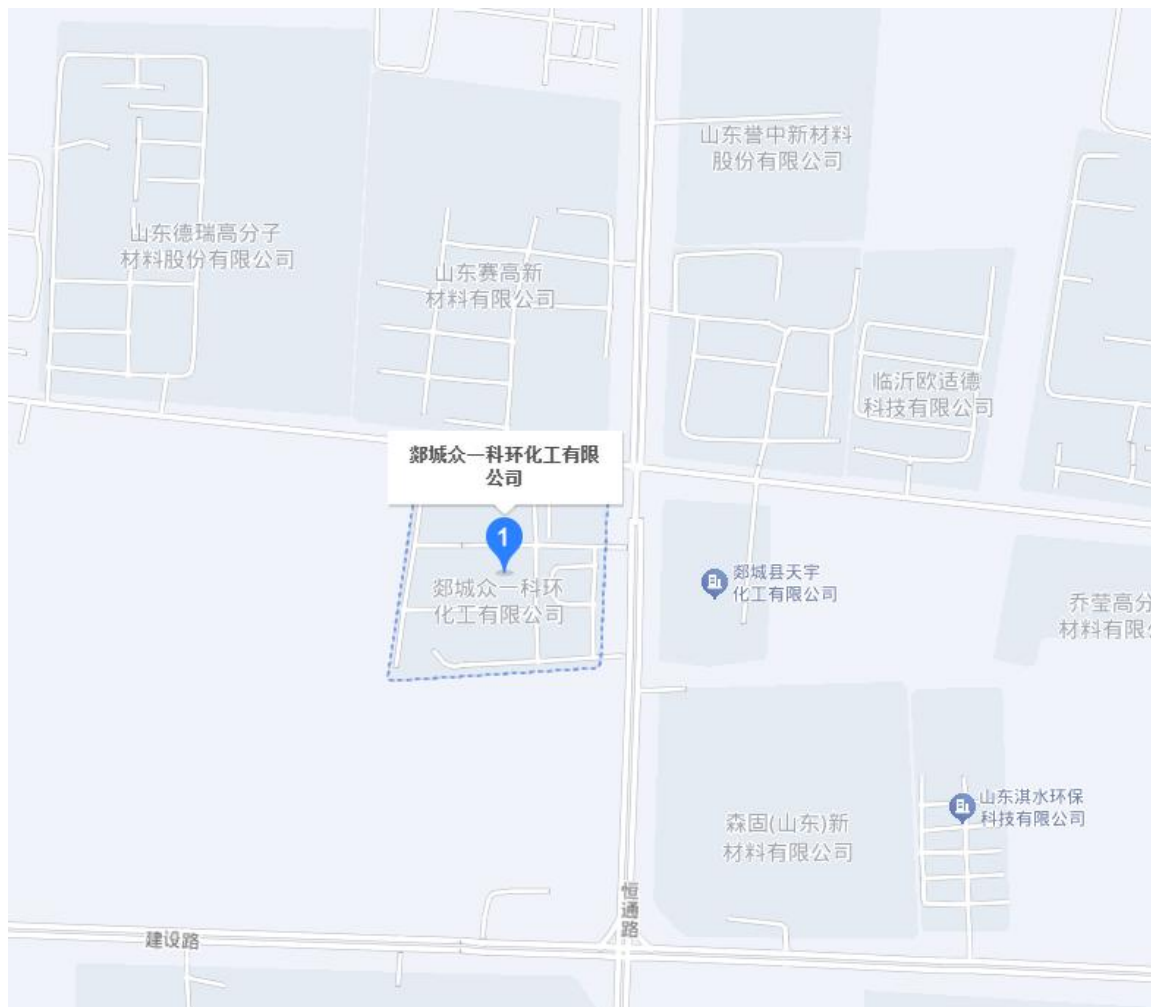 山东誉中新材料
股份有限公司
山东德瑞高分子
材料股份有限公司
山东赛高新
材料有限公司
临沂欧适德
科技有限公司
郯城众一科环化工有限
公司
1
郯城众一科环
化工有限公司
郯城县天宇
化工有限公司
乔莹高分
材料有限
森固(山东)新
材料有限公司
山东淇水环保
科技有限公司
恒通路
建设路